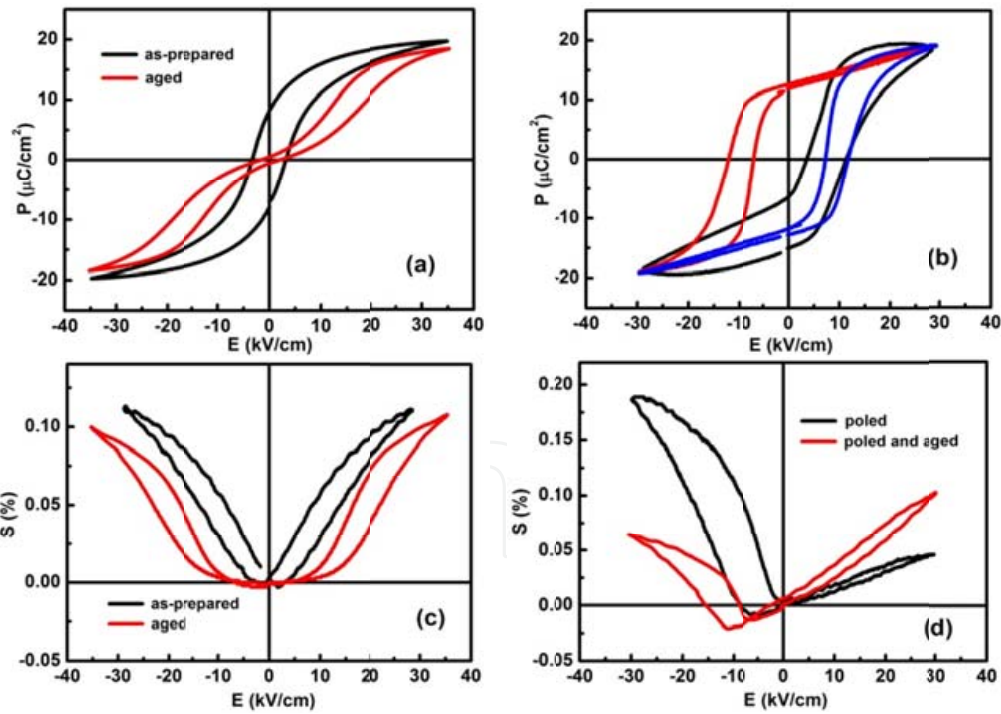 20
10
0
-10
-20
P (μC/cm²)
as-prepared
aged
(a)
-40 -30 -20 -10 0 10 20 30 40
E (kV/cm)
20
10
0
-10
-20
P (μC/cm²)
(b)
-40 -30 -20 -10 0 10 20 30 40
E (kV/cm)
0.10
0.05
0.00
-0.05
S (%)
as-prepared
aged
(c)
-40 -30 -20 -10 0 10 20 30 40
E (kV/cm)
0.20
0.15
0.10
0.05
0.00
-0.05
S (%)
poled
poled and aged
(d)
-40 -30 -20 -10 0 10 20 30 40
E (kV/cm)